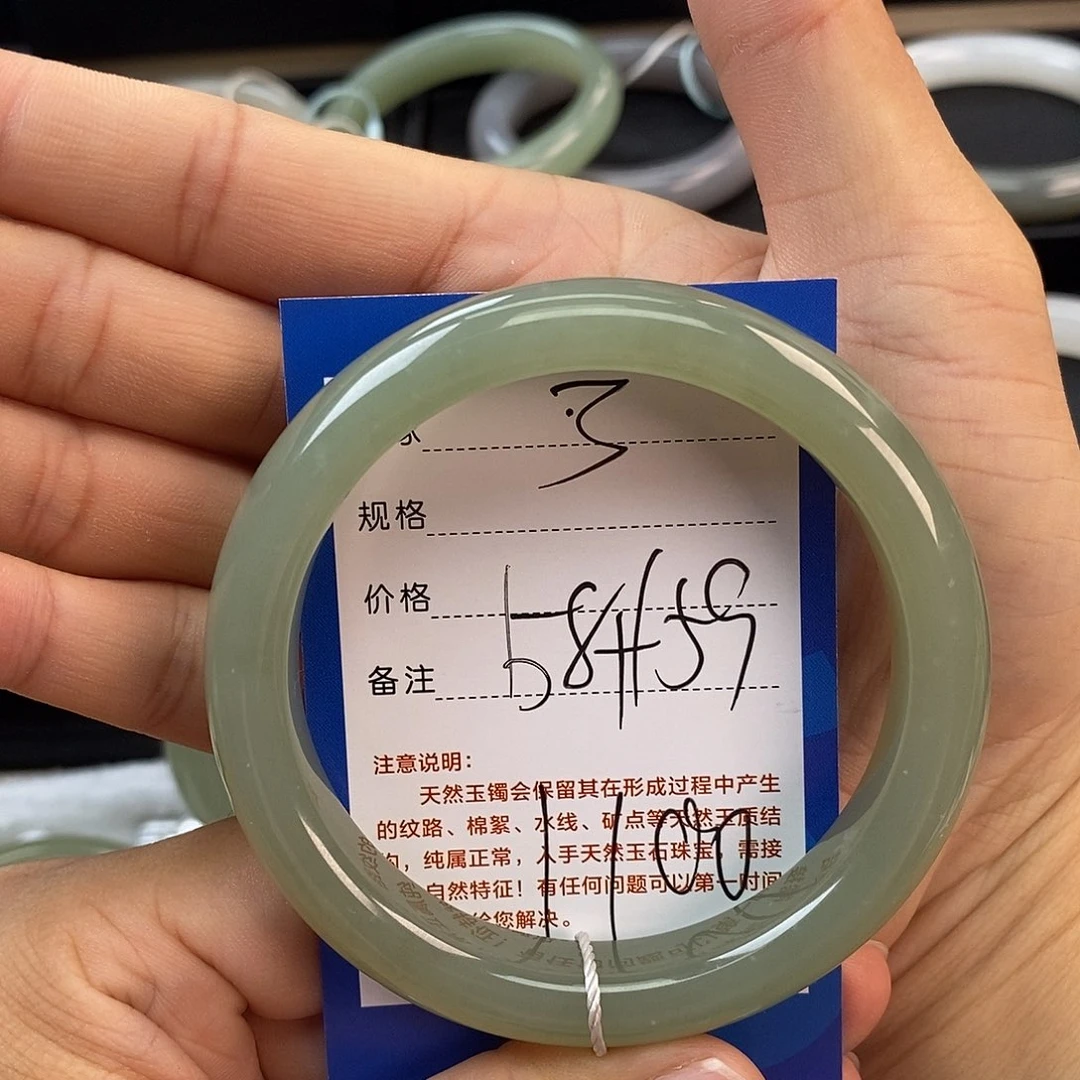 3
规格
价格
备注
58#59
注意说明：
天然玉镯会保留其在形成过程中产生
的纹路、棉絮、水线、矿点等天然玉质结
，纯属正常，入手天然玉石珠宝，需接
自然特征！有任何问题可以第一时间
给您解决。
1100